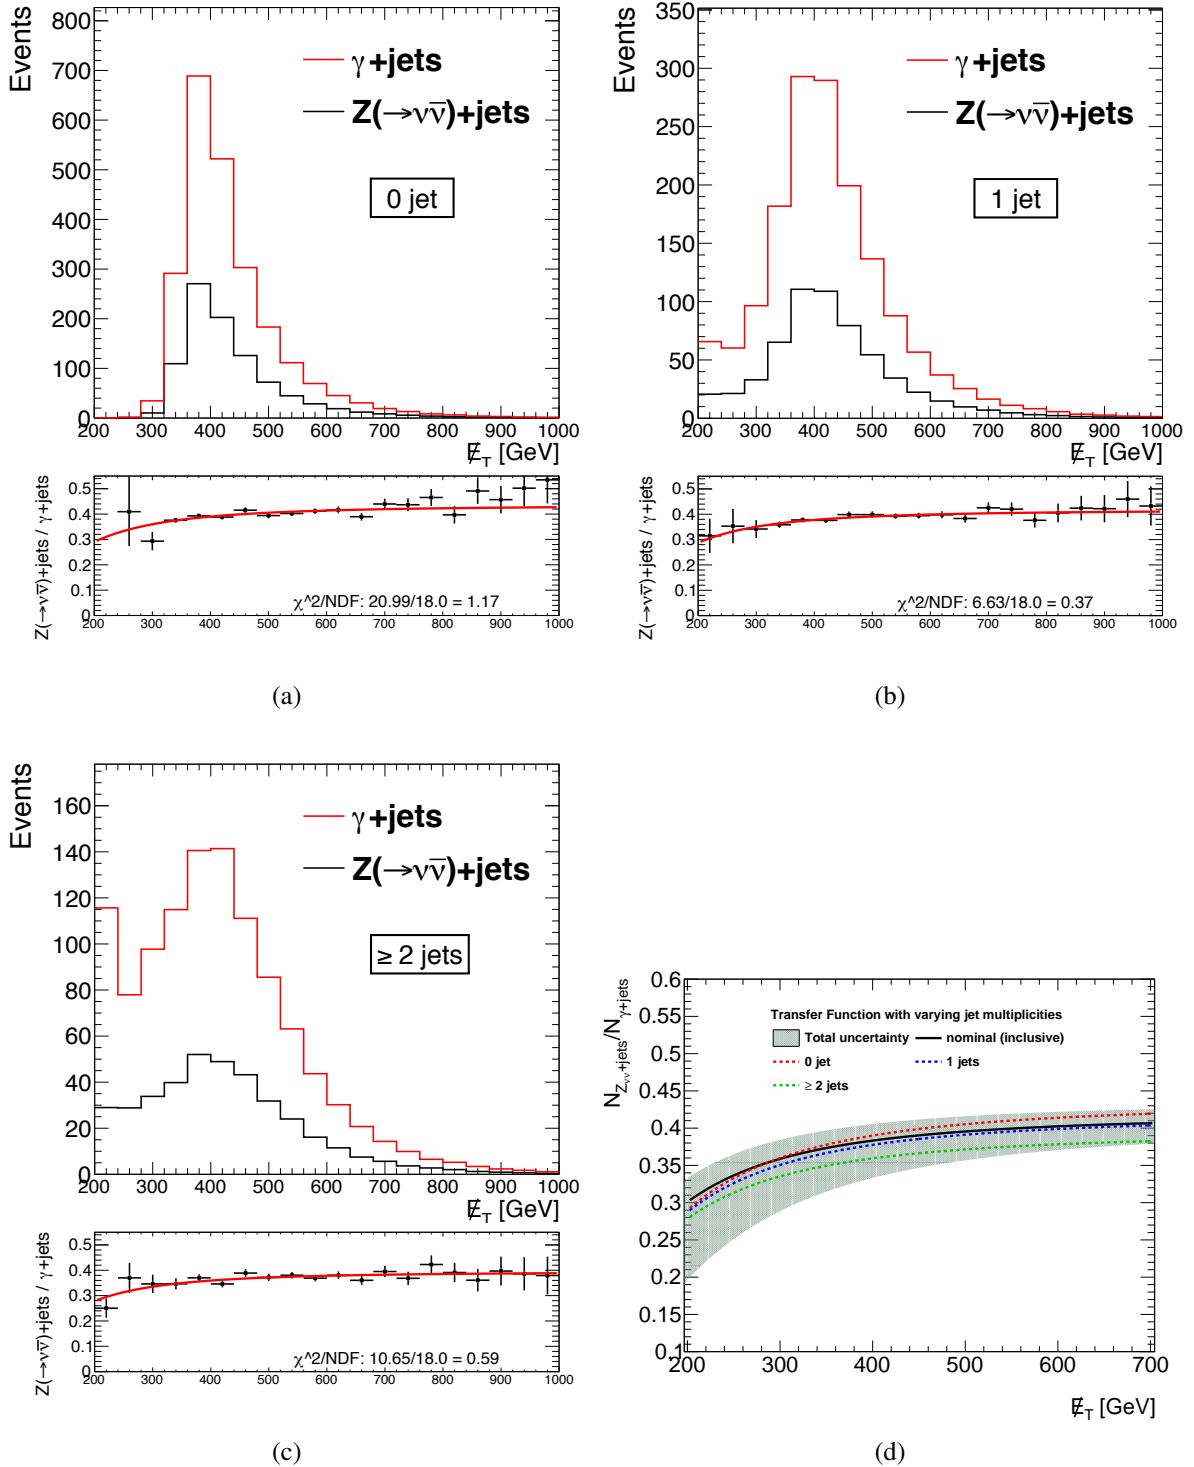 Events
800
700
600
500
400
300
200
100
0
γ+jets
Z(→νν̅)+jets
0 jet
200 300 400 500 600 700 800 900 1000
E̸_T [GeV]
Z(→νν̅)+jets / γ+jets
0.5
0.4
0.3
0.2
0.1
0
χ^2/NDF: 20.99/18.0 = 1.17
200 300 400 500 600 700 800 900 1000
(a)
Events
350
300
250
200
150
100
50
0
γ+jets
Z(→νν̅)+jets
1 jet
200 300 400 500 600 700 800 900 1000
E̸_T [GeV]
Z(→νν̅)+jets / γ+jets
0.5
0.4
0.3
0.2
0.1
0
χ^2/NDF: 6.63/18.0 = 0.37
200 300 400 500 600 700 800 900 1000
(b)
Events
160
140
120
100
80
60
40
20
0
γ+jets
Z(→νν̅)+jets
≥ 2 jets
200 300 400 500 600 700 800 900 1000
E̸_T [GeV]
Z(→νν̅)+jets / γ+jets
0.5
0.4
0.3
0.2
0.1
0
χ^2/NDF: 10.65/18.0 = 0.59
200 300 400 500 600 700 800 900 1000
(c)
N_{Z_{νν}+jets}/N_{γ+jets}
0.6
0.55
0.5
0.45
0.4
0.35
0.3
0.25
0.2
0.15
0.1
Transfer Function with varying jet multiplicities
Total uncertainty
nominal (inclusive)
0 jet
1 jets
≥ 2 jets
200 300 400 500 600 700
E̸_T [GeV]
(d)